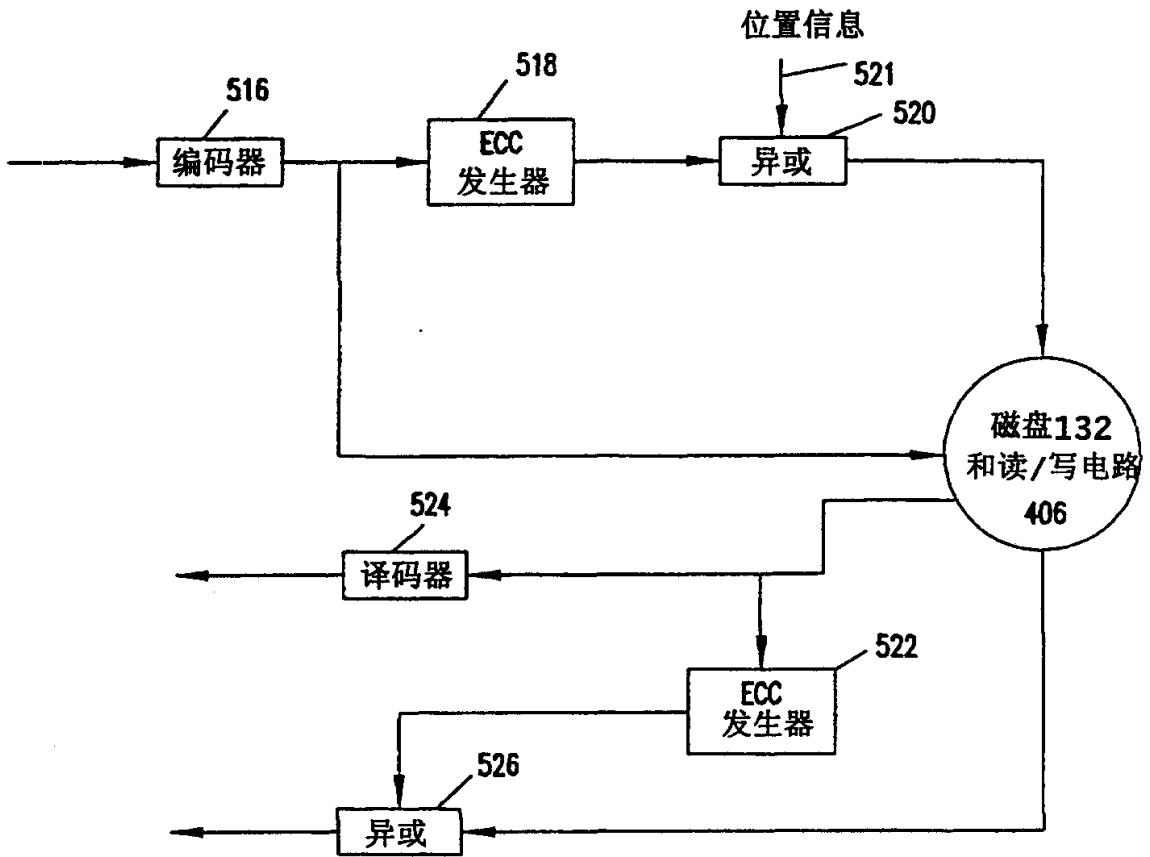 位置信息
521
516
518
520
编码器
ECC
发生器
异或
磁盘132
和读/写电路
406
524
译码器
522
ECC
发生器
526
异或